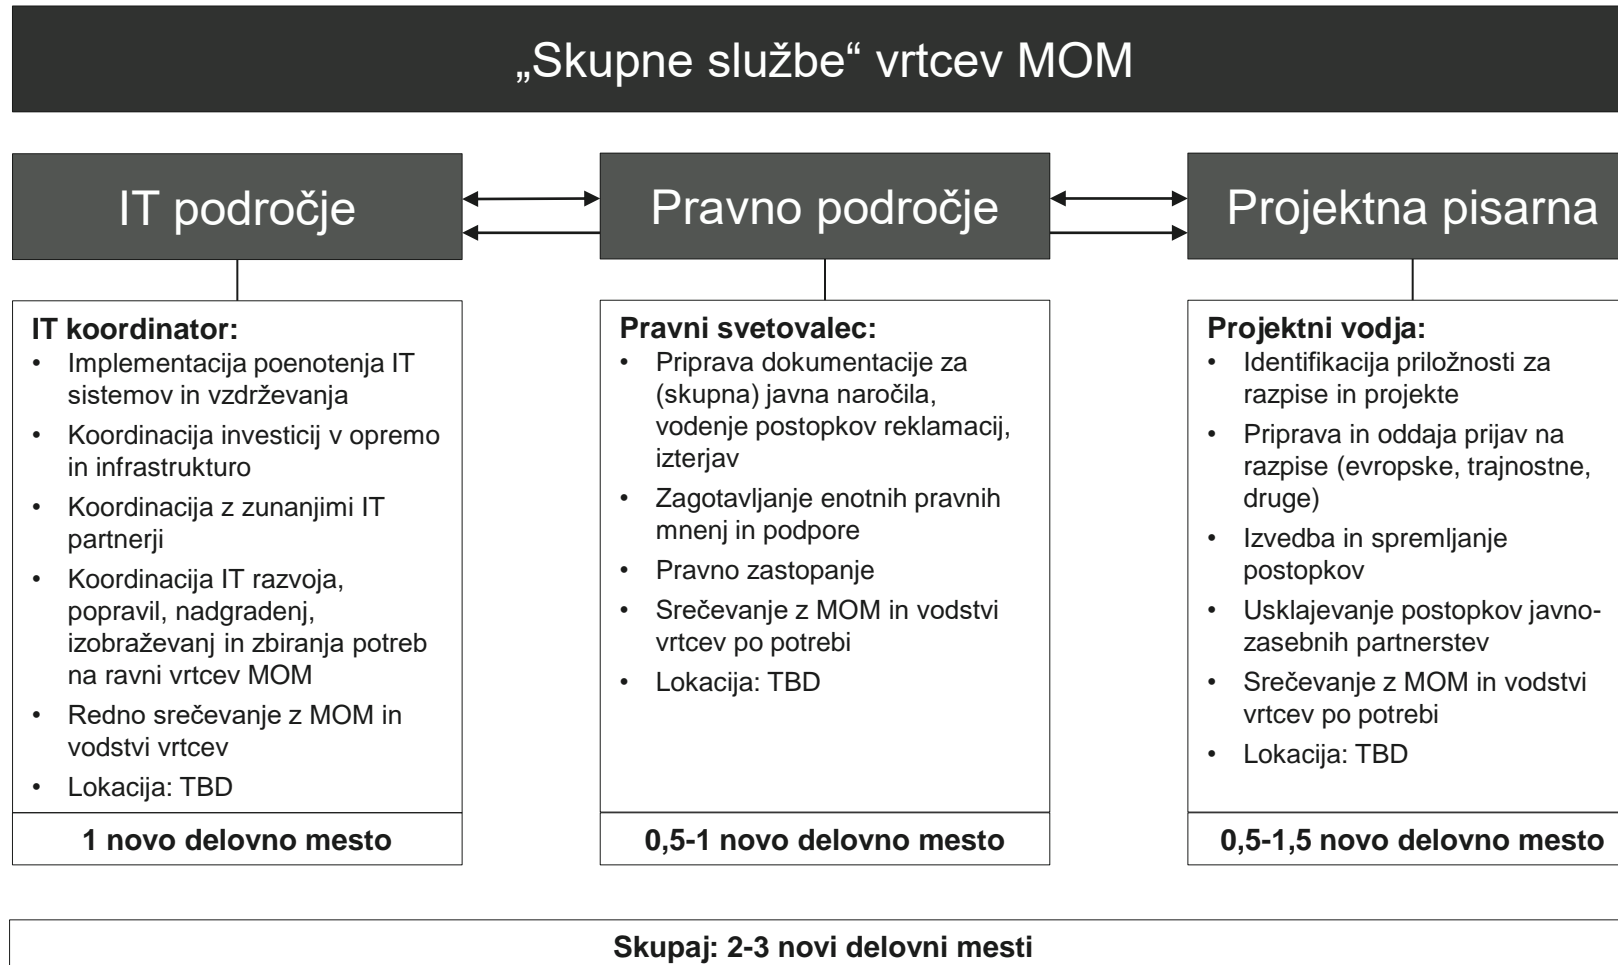 „Skupne službe“ vrtcev MOM
IT področje
Pravno področje
Projektna pisarna
IT koordinator:
• Implementacija poenotenja IT
sistemov in vzdrževanja
• Koordinacija investicij v opremo
in infrastrukturo
• Koordinacija z zunanjimi IT
partnerji
• Koordinacija IT razvoja,
popravil, nadgradenj,
izobraževanj in zbiranja potreb
na ravni vrtcev MOM
• Redno srečevanje z MOM in
vodstvi vrtcev
• Lokacija: TBD
1 novo delovno mesto
Pravni svetovalec:
• Priprava dokumentacije za
(skupna) javna naročila,
vodenje postopkov reklamacij,
izterjav
• Zagotavljanje enotnih pravnih
mnenj in podpore
• Pravno zastopanje
• Srečevanje z MOM in vodstvi
vrtcev po potrebi
• Lokacija: TBD
0,5-1 novo delovno mesto
Projektni vodja:
• Identifikacija priložnosti za
razpise in projekte
• Priprava in oddaja prijav na
razpise (evropske, trajnostne,
druge)
• Izvedba in spremljanje
postopkov
• Usklajevanje postopkov javno-
zasebnih partnerstev
• Srečevanje z MOM in vodstvi
vrtcev po potrebi
• Lokacija: TBD
0,5-1,5 novo delovno mesto
Skupaj: 2-3 novi delovni mesti